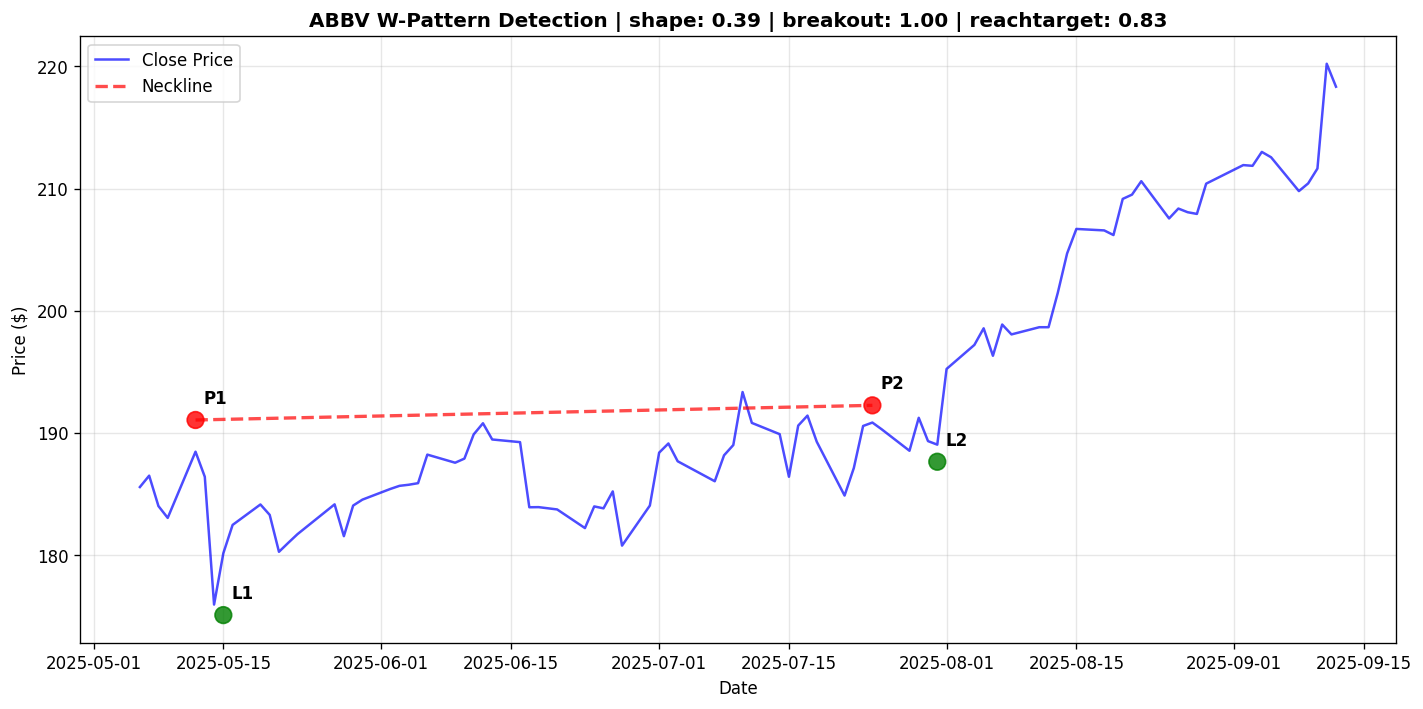 ABBV W-Pattern Detection | shape: 0.39 | breakout: 1.00 | reachtarget: 0.83
Close Price
Neckline
220
210
200
190
180
Price ($)
P1
P2
L2
L1
2025-05-01
2025-05-15
2025-06-01
2025-06-15
2025-07-01
2025-07-15
2025-08-01
2025-08-15
2025-09-01
2025-09-15
Date